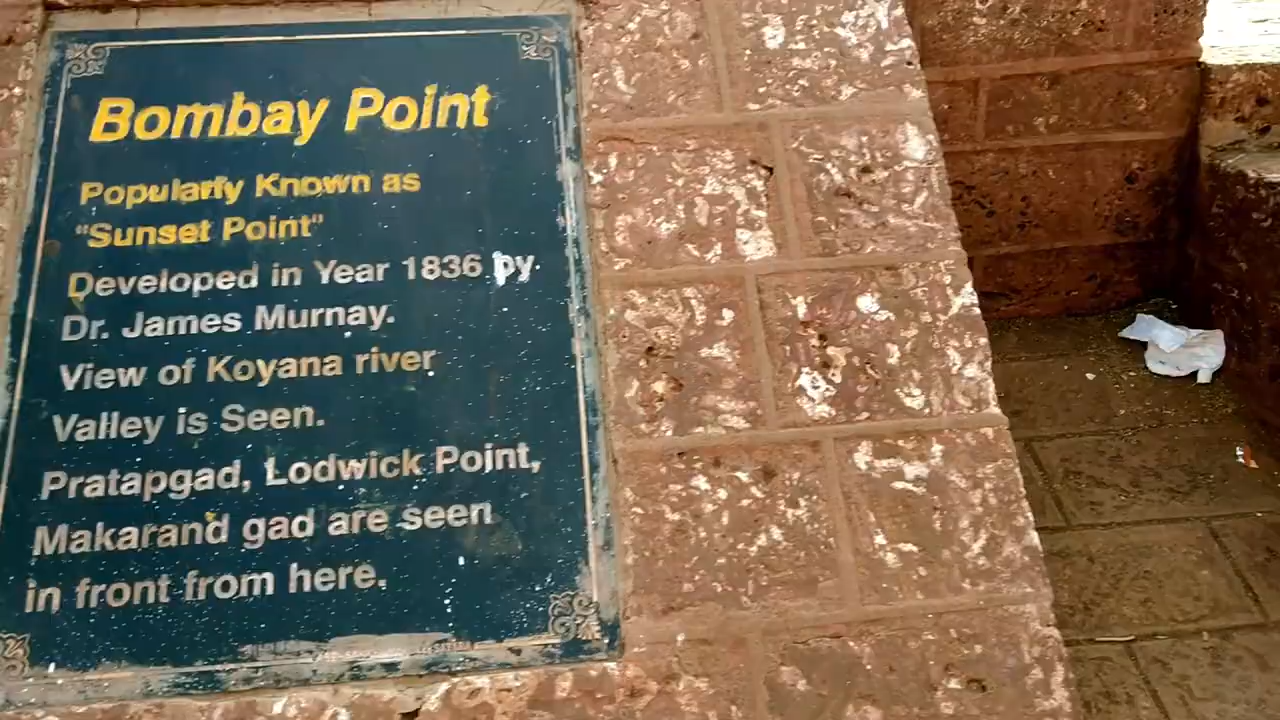 Bombay Point
Popularly Known as
"Sunset Point"
Developed in Year 1836 by
Dr. James Murnay.
View of Koyana river
Valley is Seen.
Pratapgad, Lodwick Point,
Makarand gad are seen
in front from here.